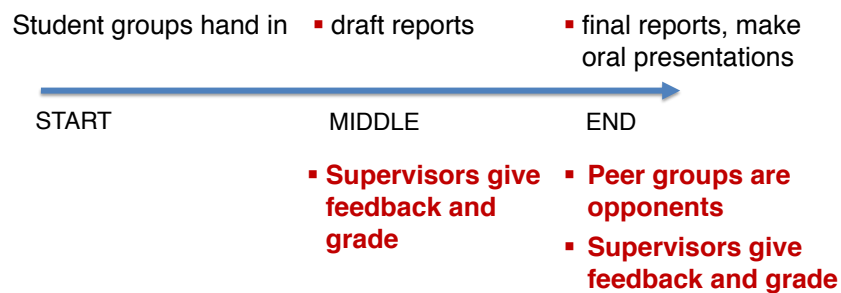 Student groups hand in
▪ draft reports
▪ final reports, make
oral presentations
START
MIDDLE
END
▪ Supervisors give
feedback and
grade
▪ Peer groups are
opponents
▪ Supervisors give
feedback and grade